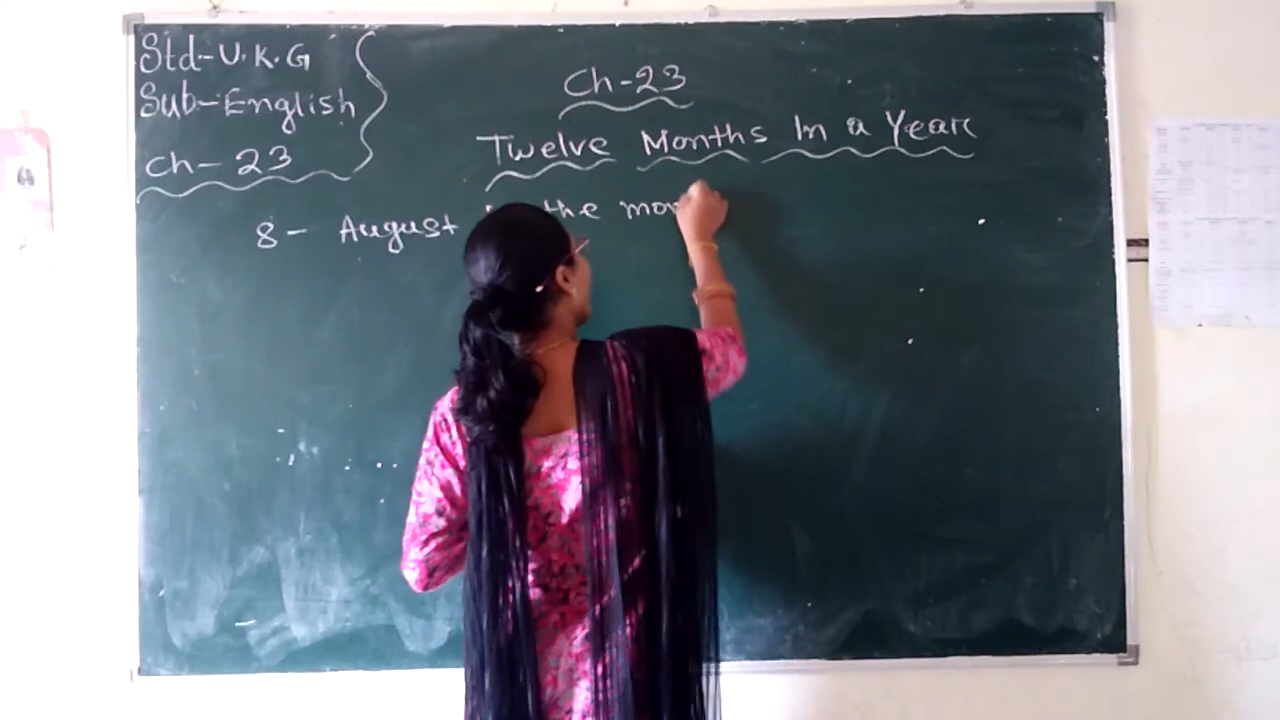 Std-U.K.G
Sub-English
Ch-23
Ch-23
Twelve Months In a Year
8- August the